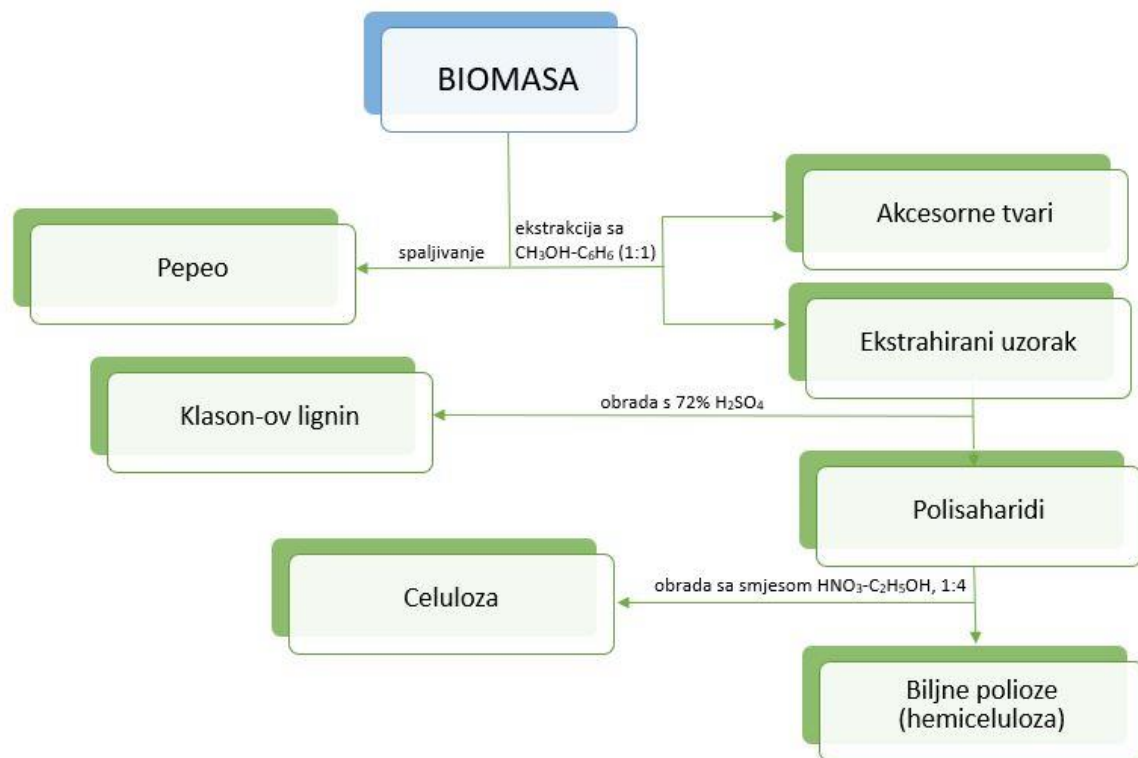 BIOMASA
Akcesorne tvari
Pepeo
spaljivanje
ekstrakcija sa
CH₃OH-C₆H₆ (1:1)
Ekstrahirani uzorak
Klason-ov lignin
obrada s 72% H₂SO₄
Polisaharidi
Celuloza
obrada sa smjesom HNO₃-C₂H₅OH, 1:4
Biljne polioze
(hemiceluloza)